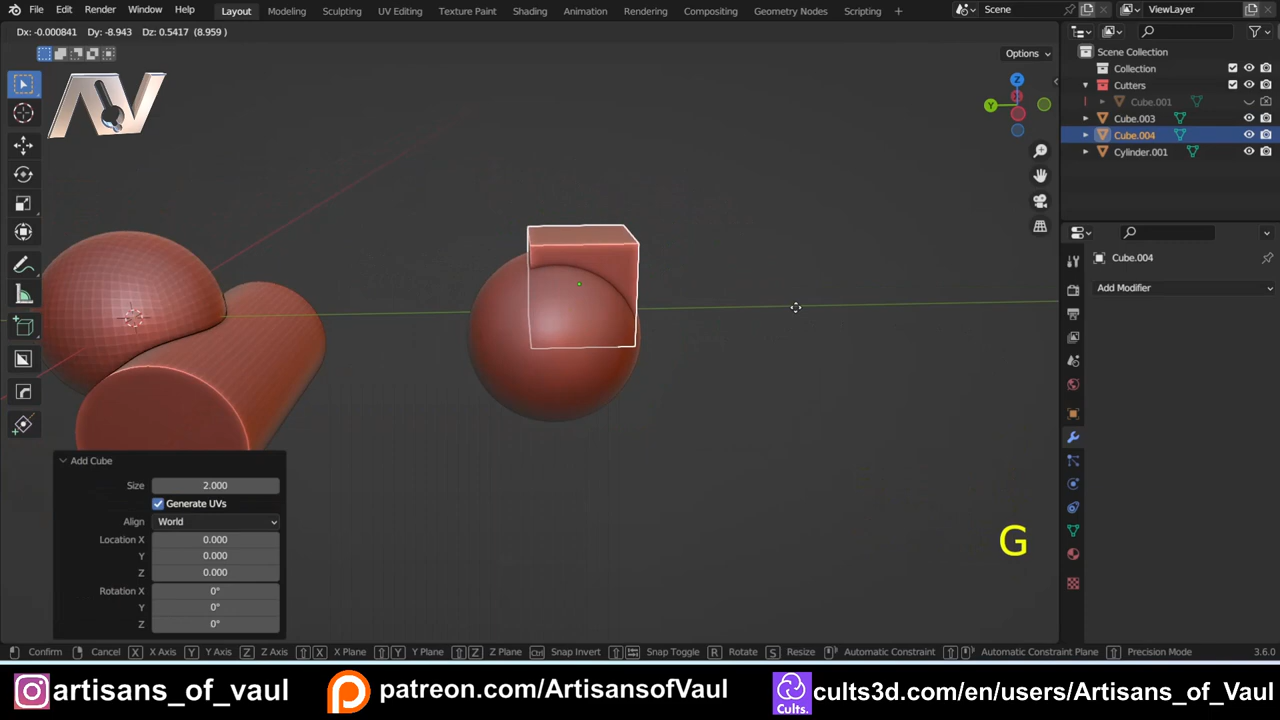 File Edit Render Window Help Layout Modeling Sculpting UV Editing Texture Paint Shading Animation Rendering Compositing Geometry Nodes Scripting + Scene ViewLayer
Dx: -0.000841 Dy: -8.943 Dz: 0.5417 (8.959 )
Options
Scene Collection
Collection
Cutters
Cube.001
Cube.003
Cube.004
Cylinder.001
Z
Y
AV
Cube.004
Add Modifier
Add Cube
Size 2.000
Generate UVs
Align World
Location X 0.000
Y 0.000
Z 0.000
Rotation X 0°
Y 0°
Z 0°
G
Confirm Cancel X X Axis Y Y Axis Z Z Axis X X Plane Y Y Plane Z Z Plane Ctrl Snap Invert Snap Toggle R Rotate S Resize Automatic Constraint Automatic Constraint Plane Precision Mode 3.6.0
artisans_of_vaul patreon.com/ArtisansofVaul Cults. cults3d.com/en/users/Artisans_of_Vaul